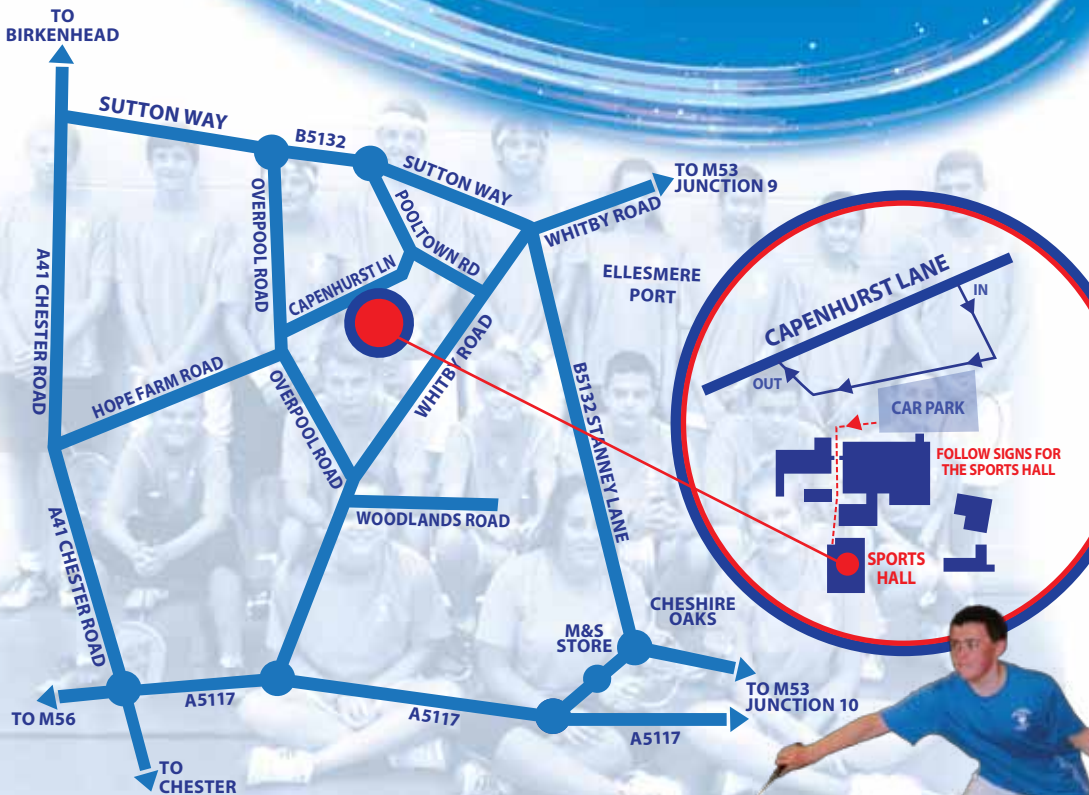 TO
BIRKENHEAD
SUTTON WAY
B5132
SUTTON WAY
TO M53
JUNCTION 9
WHITBY ROAD
OVERPOOL ROAD
POOLTOWN RD
CAPENHURST LN
A41 CHESTER ROAD
ELLESMERE
PORT
HOPE FARM ROAD
OVERPOOL ROAD
WHITBY ROAD
B5132 STANNEY LANE
WOODLANDS ROAD
A41 CHESTER ROAD
CHESHIRE
OAKS
M&S
STORE
TO M53
JUNCTION 10
TO M56
A5117
A5117
A5117
TO
CHESTER
CAPENHURST LANE
IN
OUT
CAR PARK
FOLLOW SIGNS FOR
THE SPORTS HALL
SPORTS
HALL